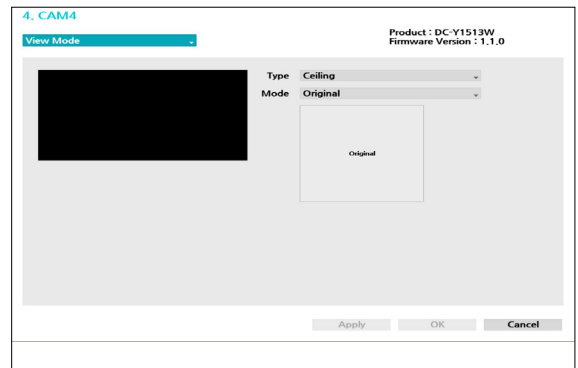 4. CAM4
View Mode
Product : DC-Y1513W
Firmware Version : 1.1.0
Type Ceiling
Mode Original
Original
Apply OK Cancel